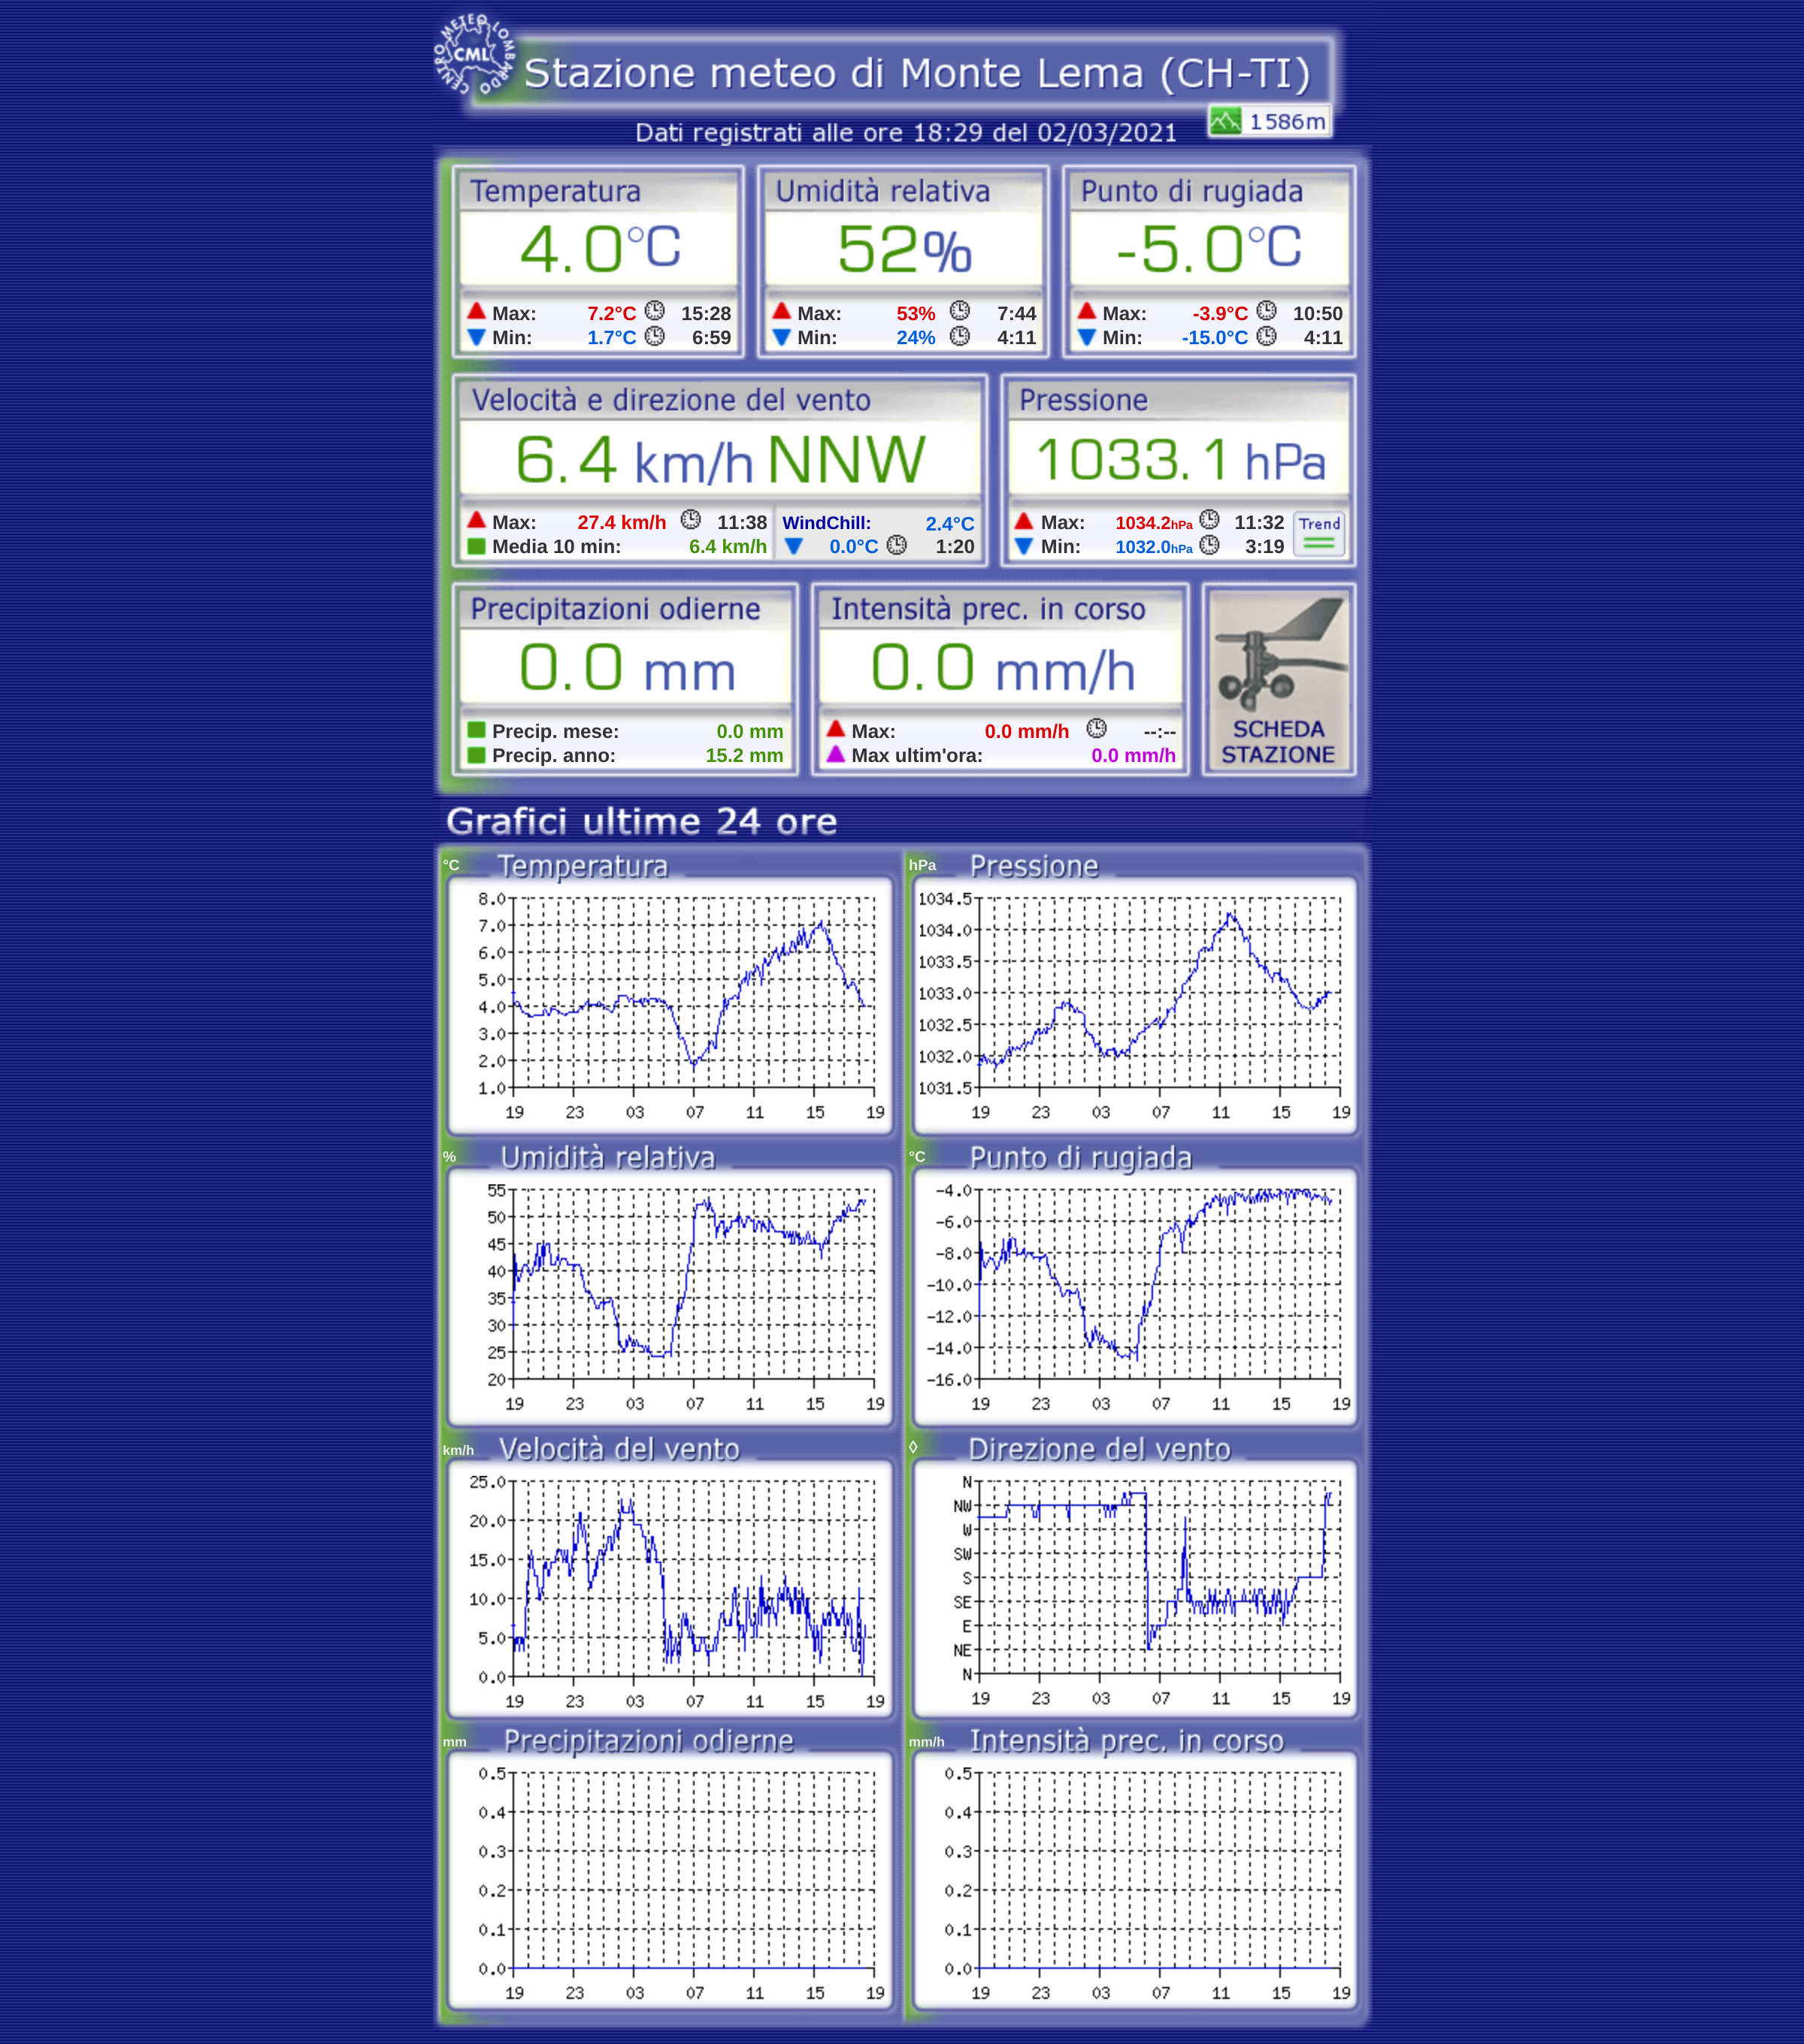 CENTRO METEO LOMBARDO
CML
Stazione meteo di Monte Lema (CH-TI)
1586m
Dati registrati alle ore 18:29 del 02/03/2021
Temperatura
4.0°C
Max: 7.2°C 15:28
Min: 1.7°C 6:59
Umidità relativa
52%
Max: 53% 7:44
Min: 24% 4:11
Punto di rugiada
-5.0°C
Max: -3.9°C 10:50
Min: -15.0°C 4:11
Velocità e direzione del vento
6.4 km/h NNW
Max: 27.4 km/h 11:38
Media 10 min: 6.4 km/h
WindChill: 2.4°C
0.0°C 1:20
Pressione
1033.1 hPa
Max: 1034.2hPa 11:32
Min: 1032.0hPa 3:19
Trend
Precipitazioni odierne
0.0 mm
Precip. mese: 0.0 mm
Precip. anno: 15.2 mm
Intensità prec. in corso
0.0 mm/h
Max: 0.0 mm/h --:--
Max ultim'ora: 0.0 mm/h
SCHEDA
STAZIONE
Grafici ultime 24 ore
°C Temperatura
8.0
7.0
6.0
5.0
4.0
3.0
2.0
1.0
19 23 03 07 11 15 19
hPa Pressione
1034.5
1034.0
1033.5
1033.0
1032.5
1032.0
1031.5
19 23 03 07 11 15 19
% Umidità relativa
55
50
45
40
35
30
25
20
19 23 03 07 11 15 19
°C Punto di rugiada
-4.0
-6.0
-8.0
-10.0
-12.0
-14.0
-16.0
19 23 03 07 11 15 19
km/h Velocità del vento
25.0
20.0
15.0
10.0
5.0
0.0
19 23 03 07 11 15 19
◊ Direzione del vento
N
NW
W
SW
S
SE
E
NE
N
19 23 03 07 11 15 19
mm Precipitazioni odierne
0.5
0.4
0.3
0.2
0.1
0.0
19 23 03 07 11 15 19
mm/h Intensità prec. in corso
0.5
0.4
0.3
0.2
0.1
0.0
19 23 03 07 11 15 19